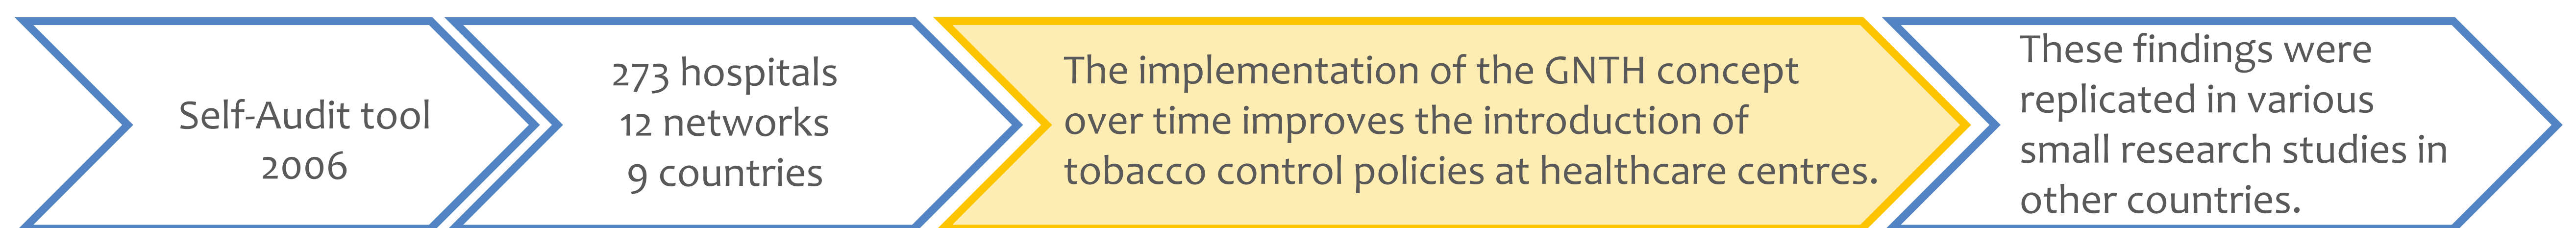 Self-Audit tool
2006
273 hospitals
12 networks
9 countries
The implementation of the GNTH concept
over time improves the introduction of
tobacco control policies at healthcare centres.
These findings were
replicated in various
small research studies in
other countries.